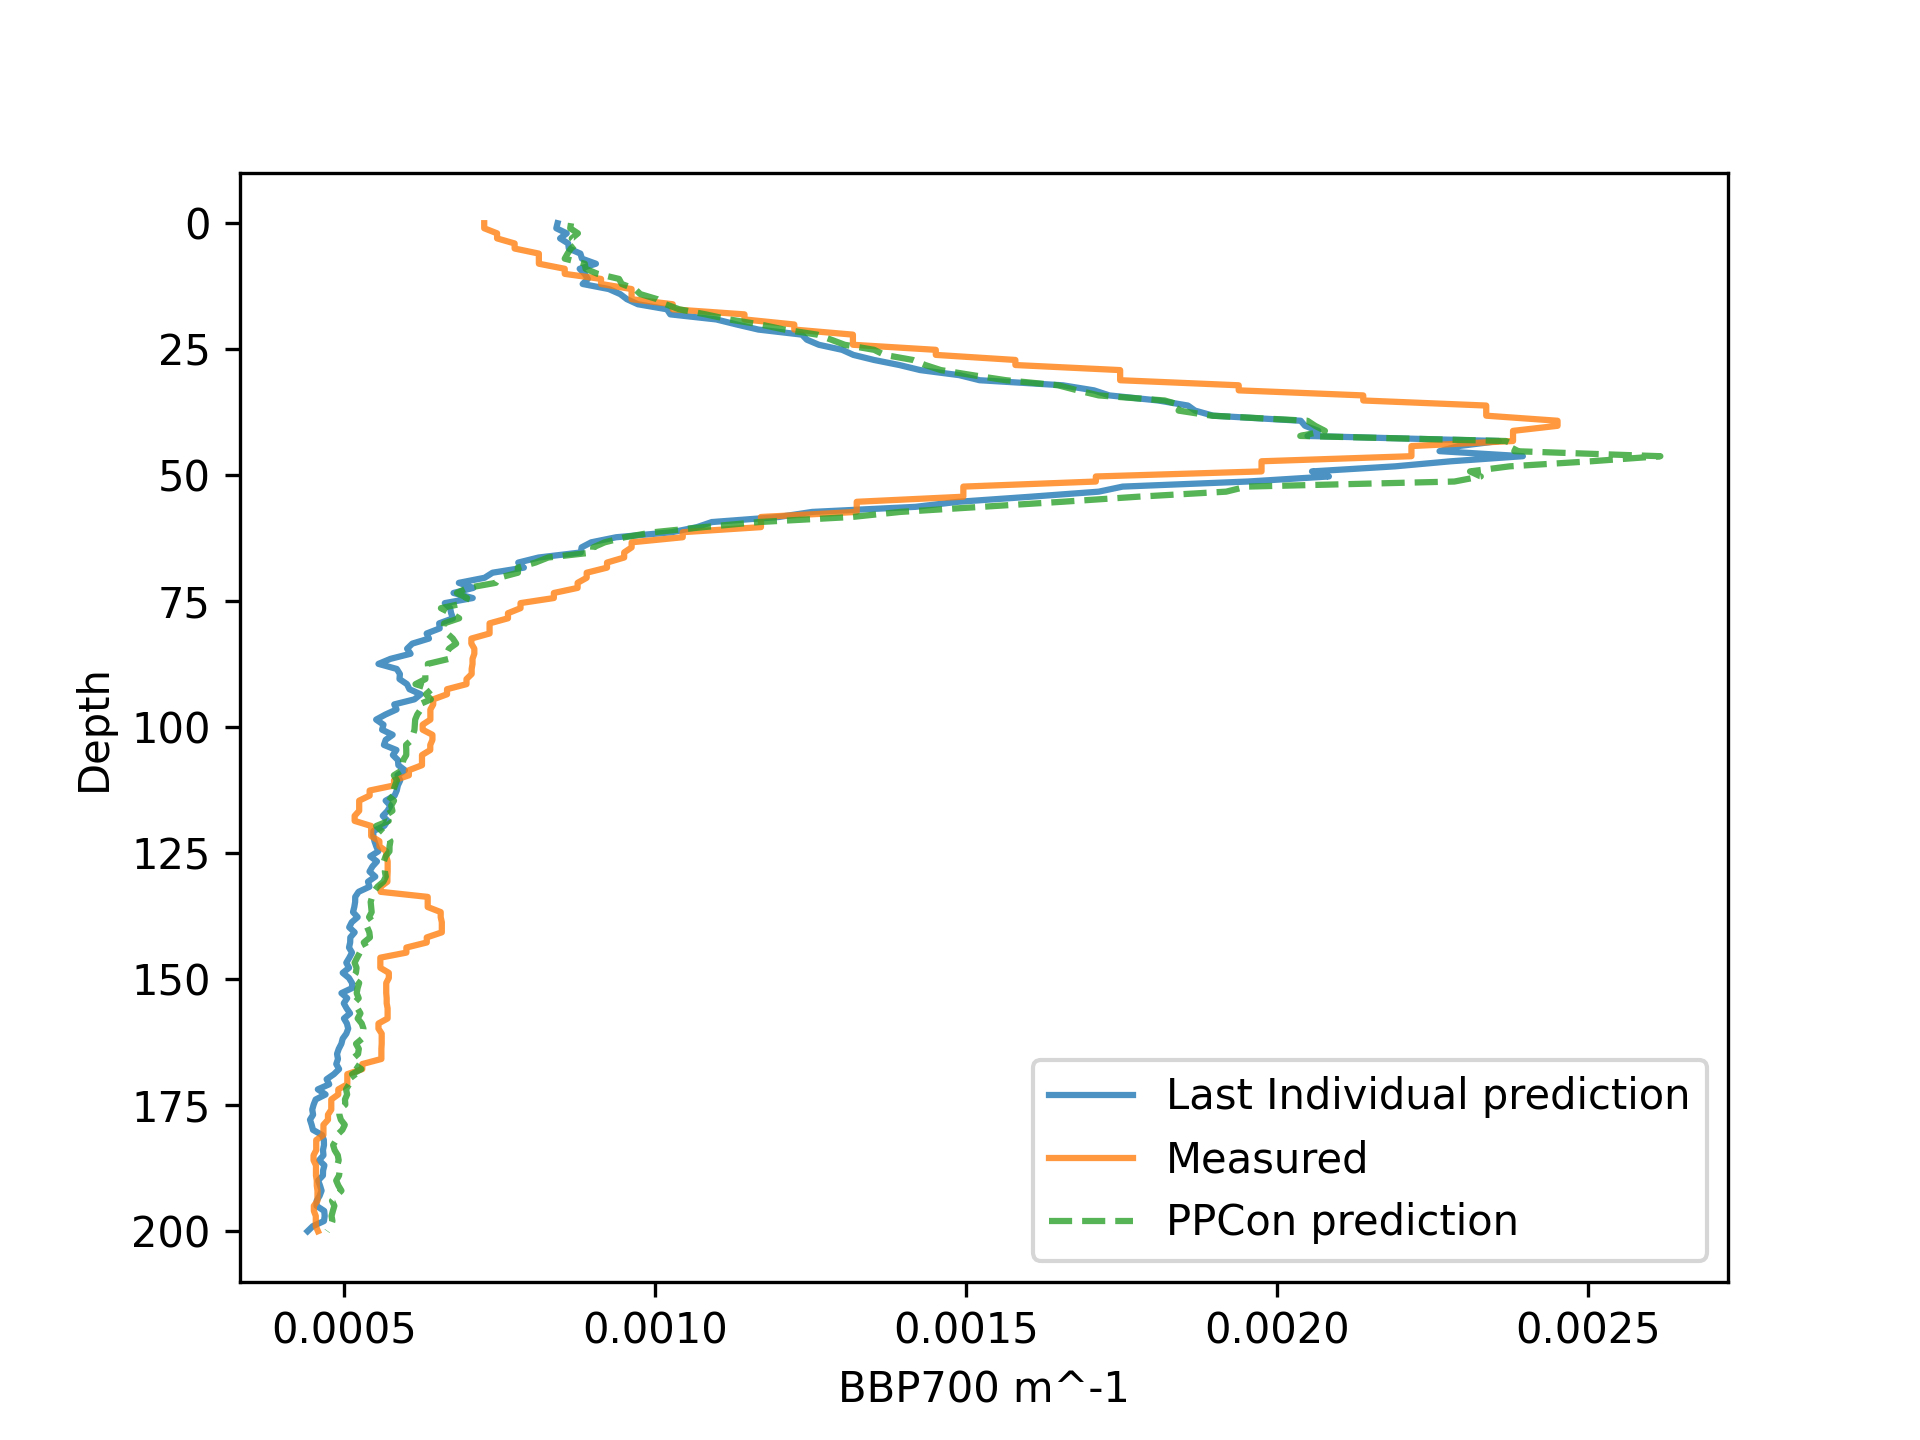 0
25
50
75
100
125
150
175
200
Depth
0.0005 0.0010 0.0015 0.0020 0.0025
BBP700 m^-1
Last Individual prediction
Measured
PPCon prediction